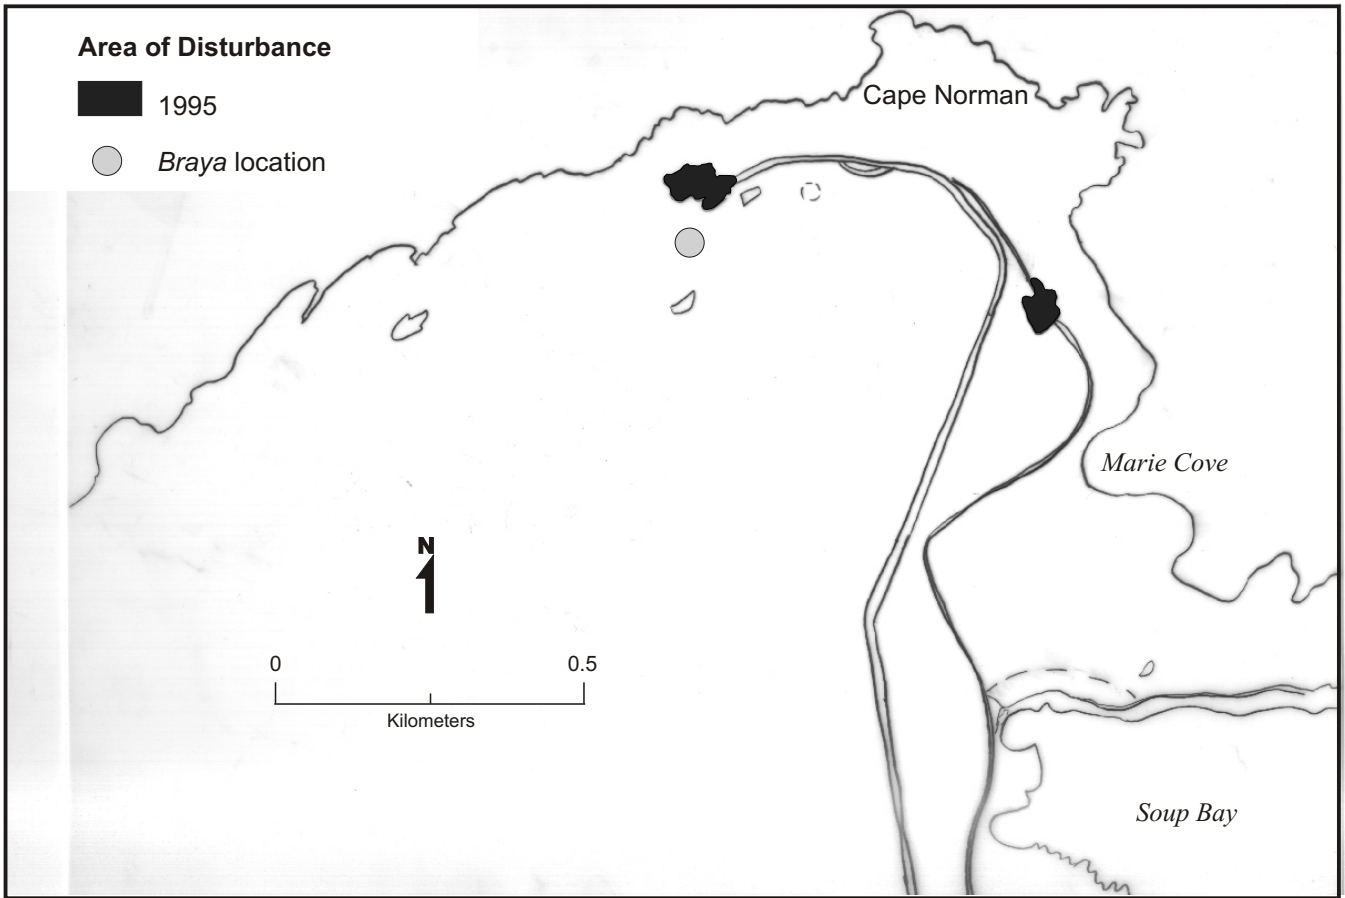 Area of Disturbance
1995
Braya location
Cape Norman
Marie Cove
N
0 0.5
Kilometers
Soup Bay